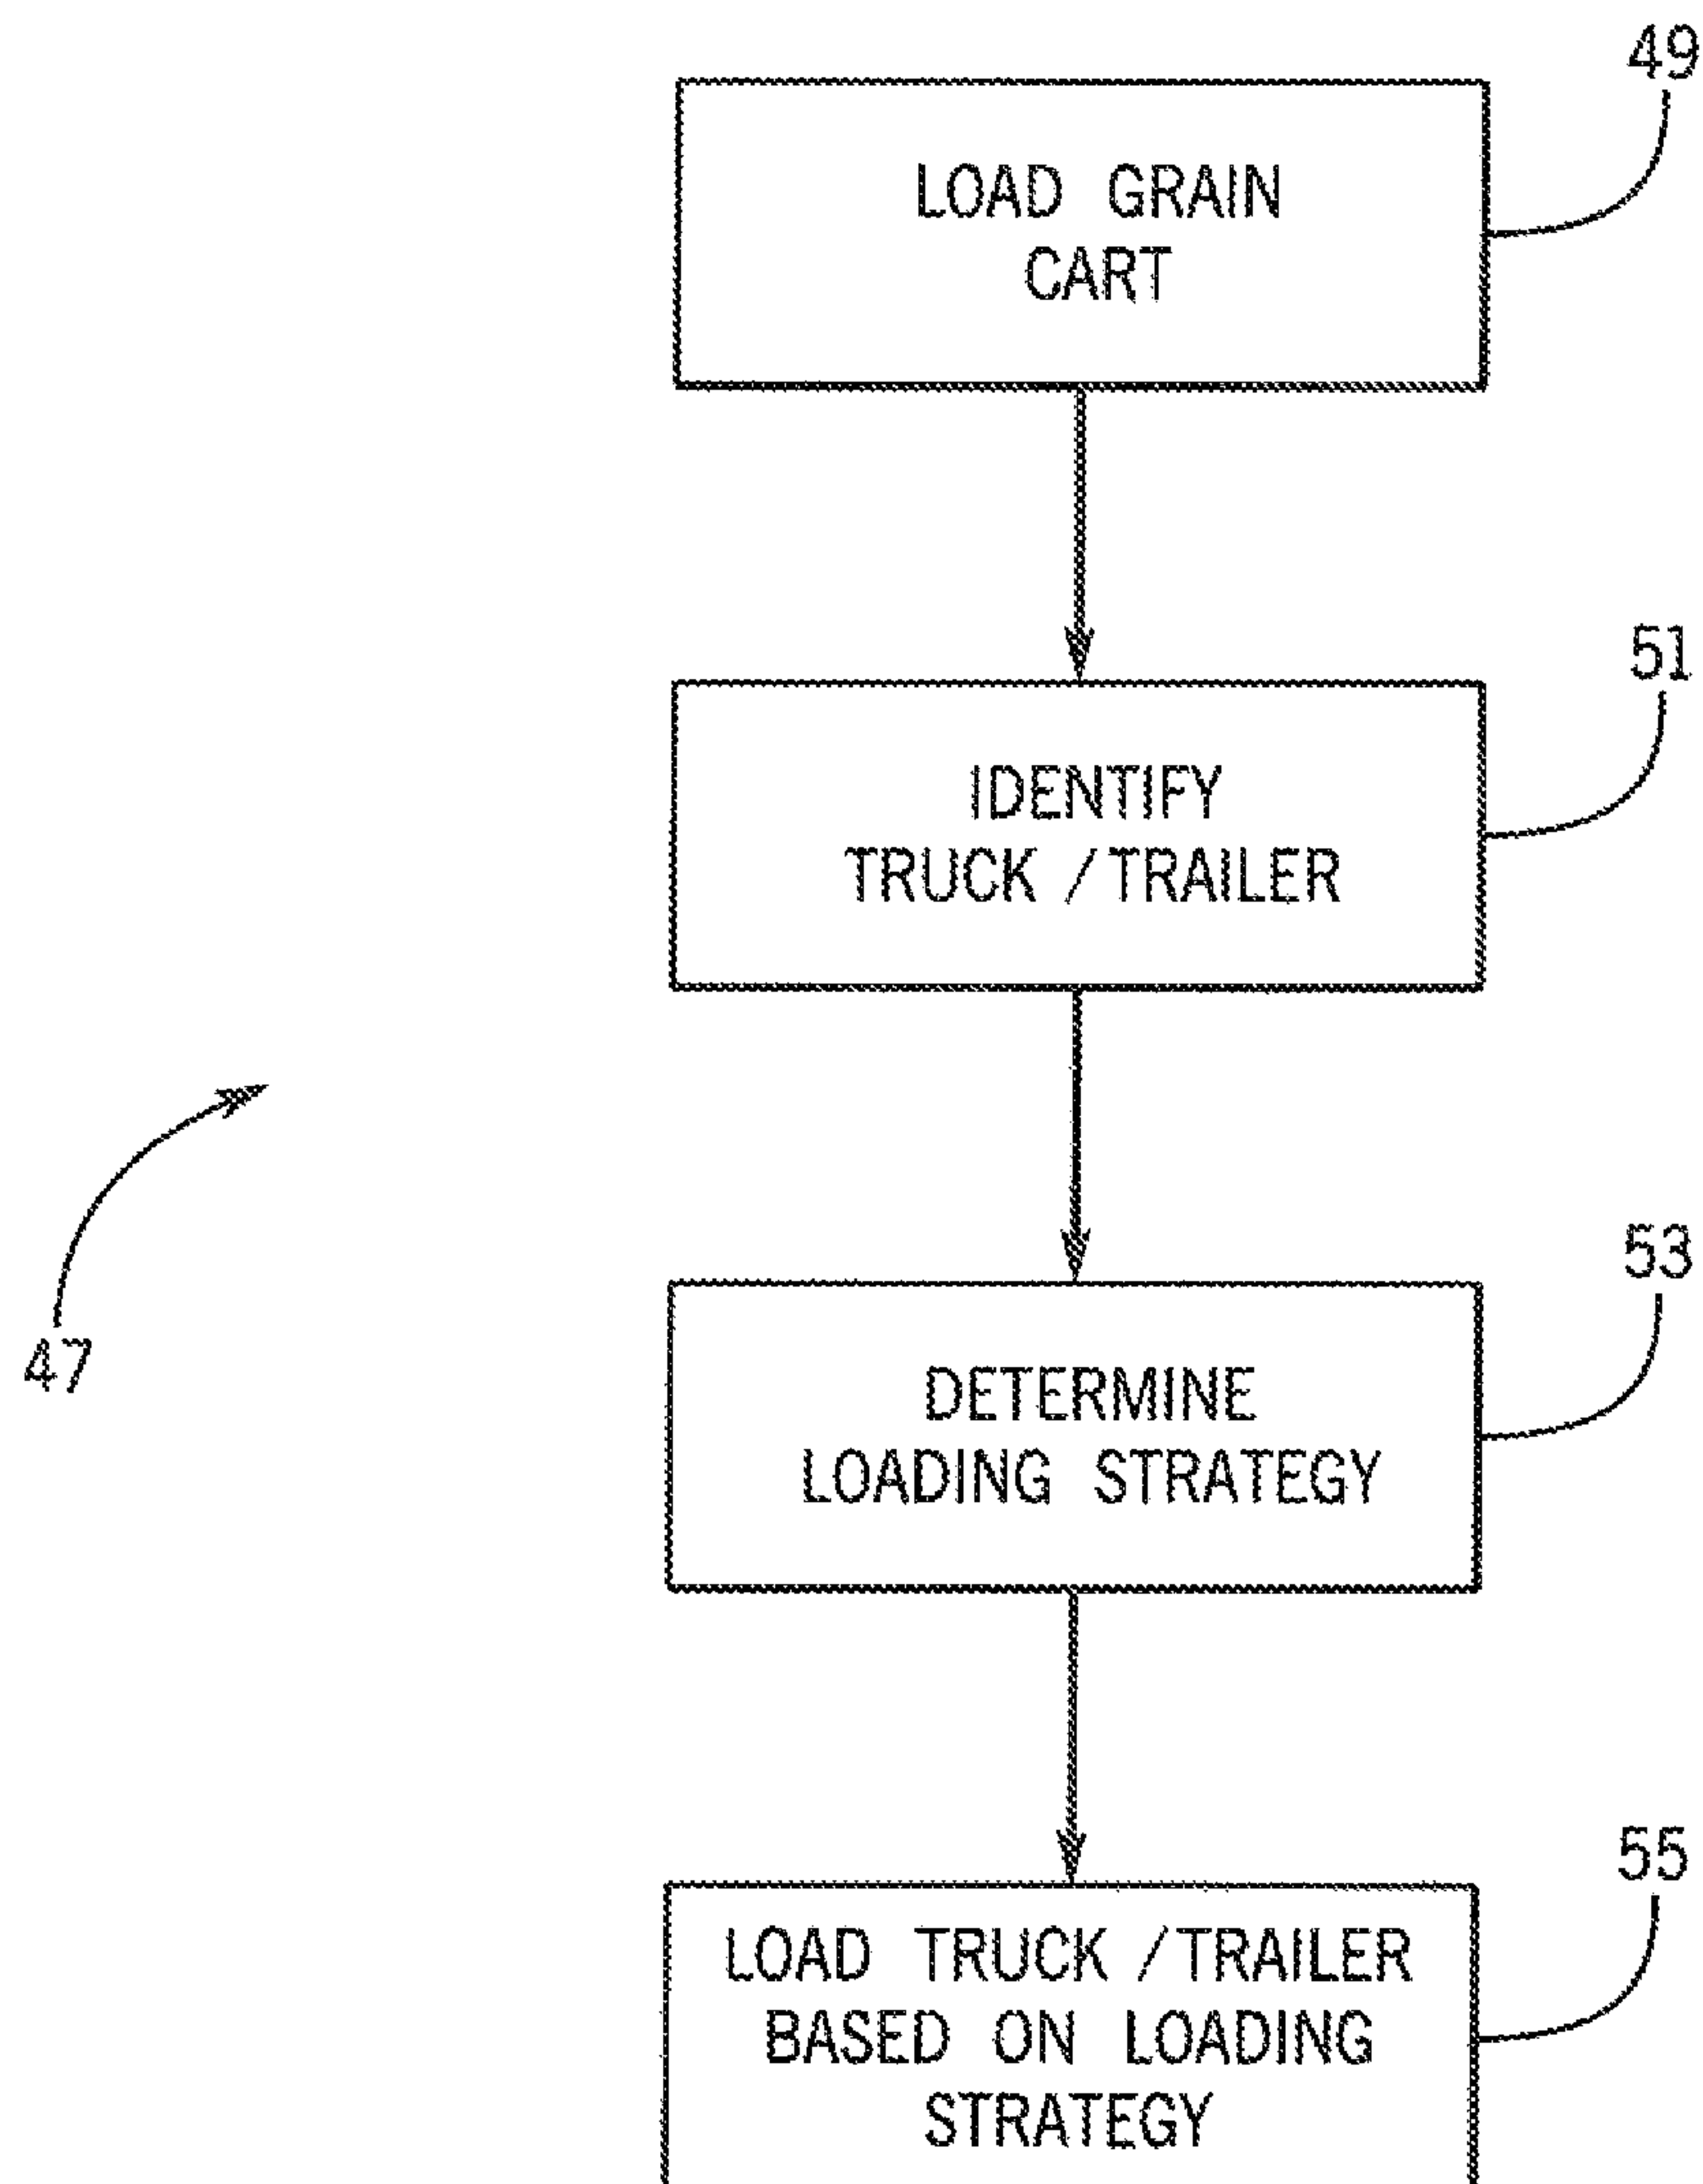 49
LOAD GRAIN
CART
51
IDENTIFY
TRUCK / TRAILER
53
DETERMINE
LOADING STRATEGY
47
55
LOAD TRUCK / TRAILER
BASED ON LOADING
STRATEGY